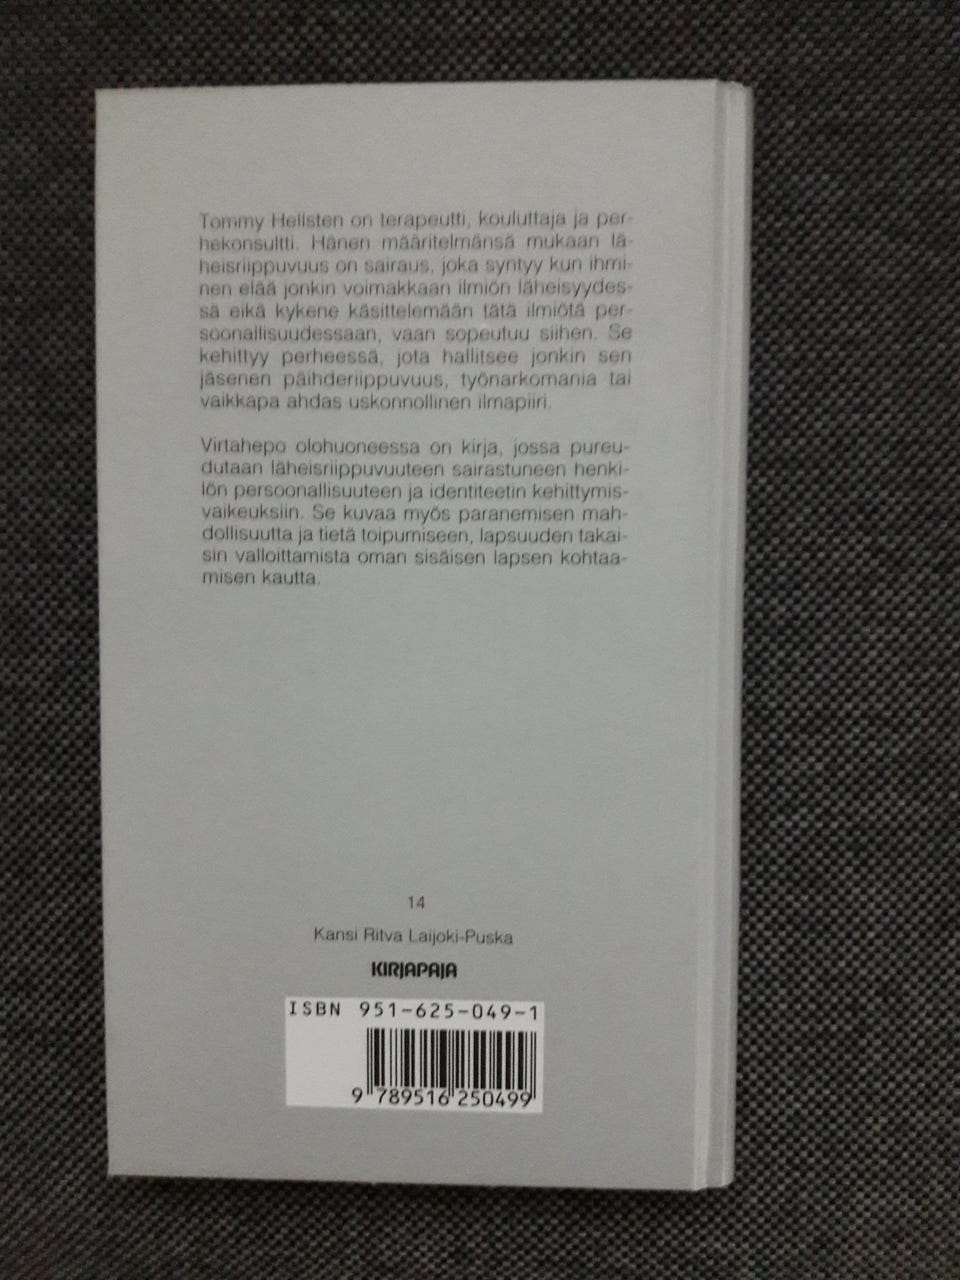 Tommy Hellsten on terapeutti, kouluttaja ja per-
hekonsultti. Hänen määritelmänsä mukaan lä-
heisriippuvuus on sairaus, joka syntyy kun ihmi-
nen elää jonkin voimakkaan ilmiön läheisyydes-
sä eikä kykene käsittelemään tätä ilmiötä per-
soonallisuudessaan, vaan sopeutuu siihen. Se
kehittyy perheessä, jota hallitsee jonkin sen
jäsenen päihderiippuvuus, työnarkomania tai
vaikkapa ahdas uskonnollinen ilmapiiri.
Virtahepo olohuoneessa on kirja, jossa pureu-
dutaan läheisriippuvuuteen sairastuneen henki-
lön persoonallisuuteen ja identiteetin kehittymis-
vaikeuksiin. Se kuvaa myös paranemisen mah-
dollisuutta ja tietä toipumiseen, lapsuuden takai-
sin valloittamista oman sisäisen lapsen kohtaa-
misen kautta.
14
Kansi Ritva Laijoki-Puska
KIRJAPAJA
ISBN 951-625-049-1
9 789516 250499